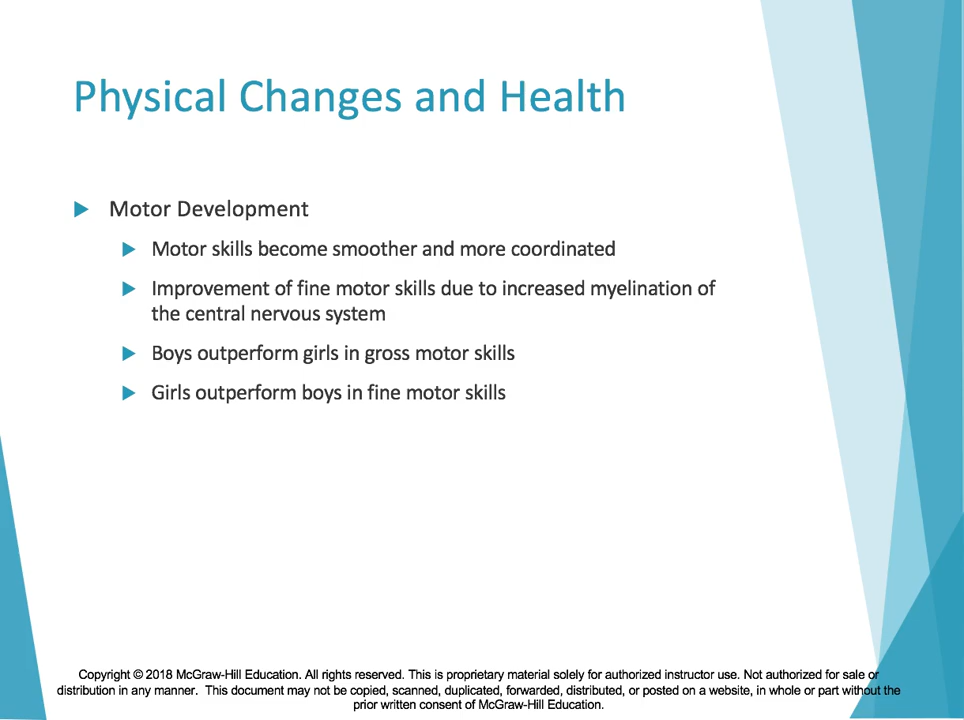 Physical Changes and Health
Motor Development
Motor skills become smoother and more coordinated
Improvement of fine motor skills due to increased myelination of
the central nervous system
Boys outperform girls in gross motor skills
Girls outperform boys in fine motor skills
Copyright © 2018 McGraw-Hill Education. All rights reserved. This is proprietary material solely for authorized instructor use. Not authorized for sale or
distribution in any manner.  This document may not be copied, scanned, duplicated, forwarded, distributed, or posted on a website, in whole or part without the
prior written consent of McGraw-Hill Education.